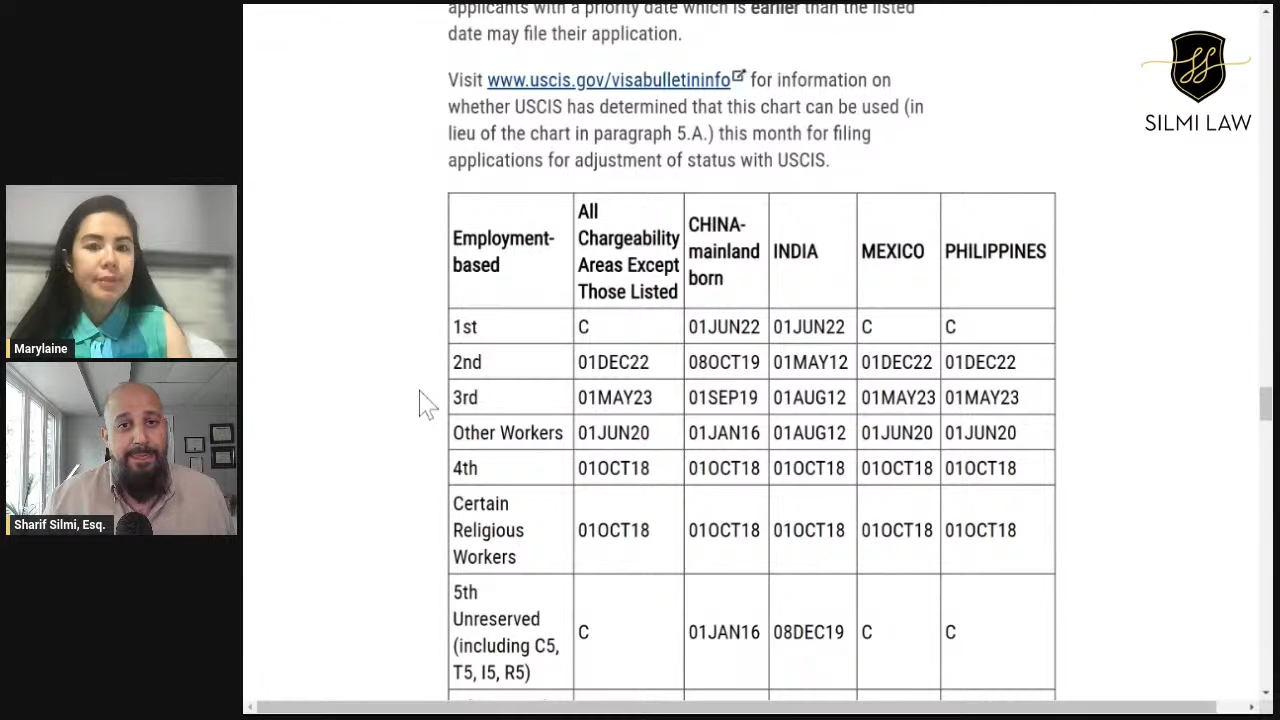 applicants with a priority date which is earlier than the listed
date may file their application.
Visit www.uscis.gov/visabulletininfo for information on
whether USCIS has determined that this chart can be used (in
lieu of the chart in paragraph 5.A.) this month for filing
applications for adjustment of status with USCIS.
SILMI LAW
Employment-
based
All
Chargeability
Areas Except
Those Listed
CHINA-
mainland
born
INDIA
MEXICO
PHILIPPINES
1st C 01JUN22 01JUN22 C C
2nd 01DEC22 08OCT19 01MAY12 01DEC22 01DEC22
3rd 01MAY23 01SEP19 01AUG12 01MAY23 01MAY23
Other Workers 01JUN20 01JAN16 01AUG12 01JUN20 01JUN20
4th 01OCT18 01OCT18 01OCT18 01OCT18 01OCT18
Certain
Religious
Workers
01OCT18 01OCT18 01OCT18 01OCT18 01OCT18
5th
Unreserved
(including C5,
T5, I5, R5)
C 01JAN16 08DEC19 C C
Marylaine
Sharif Silmi, Esq.